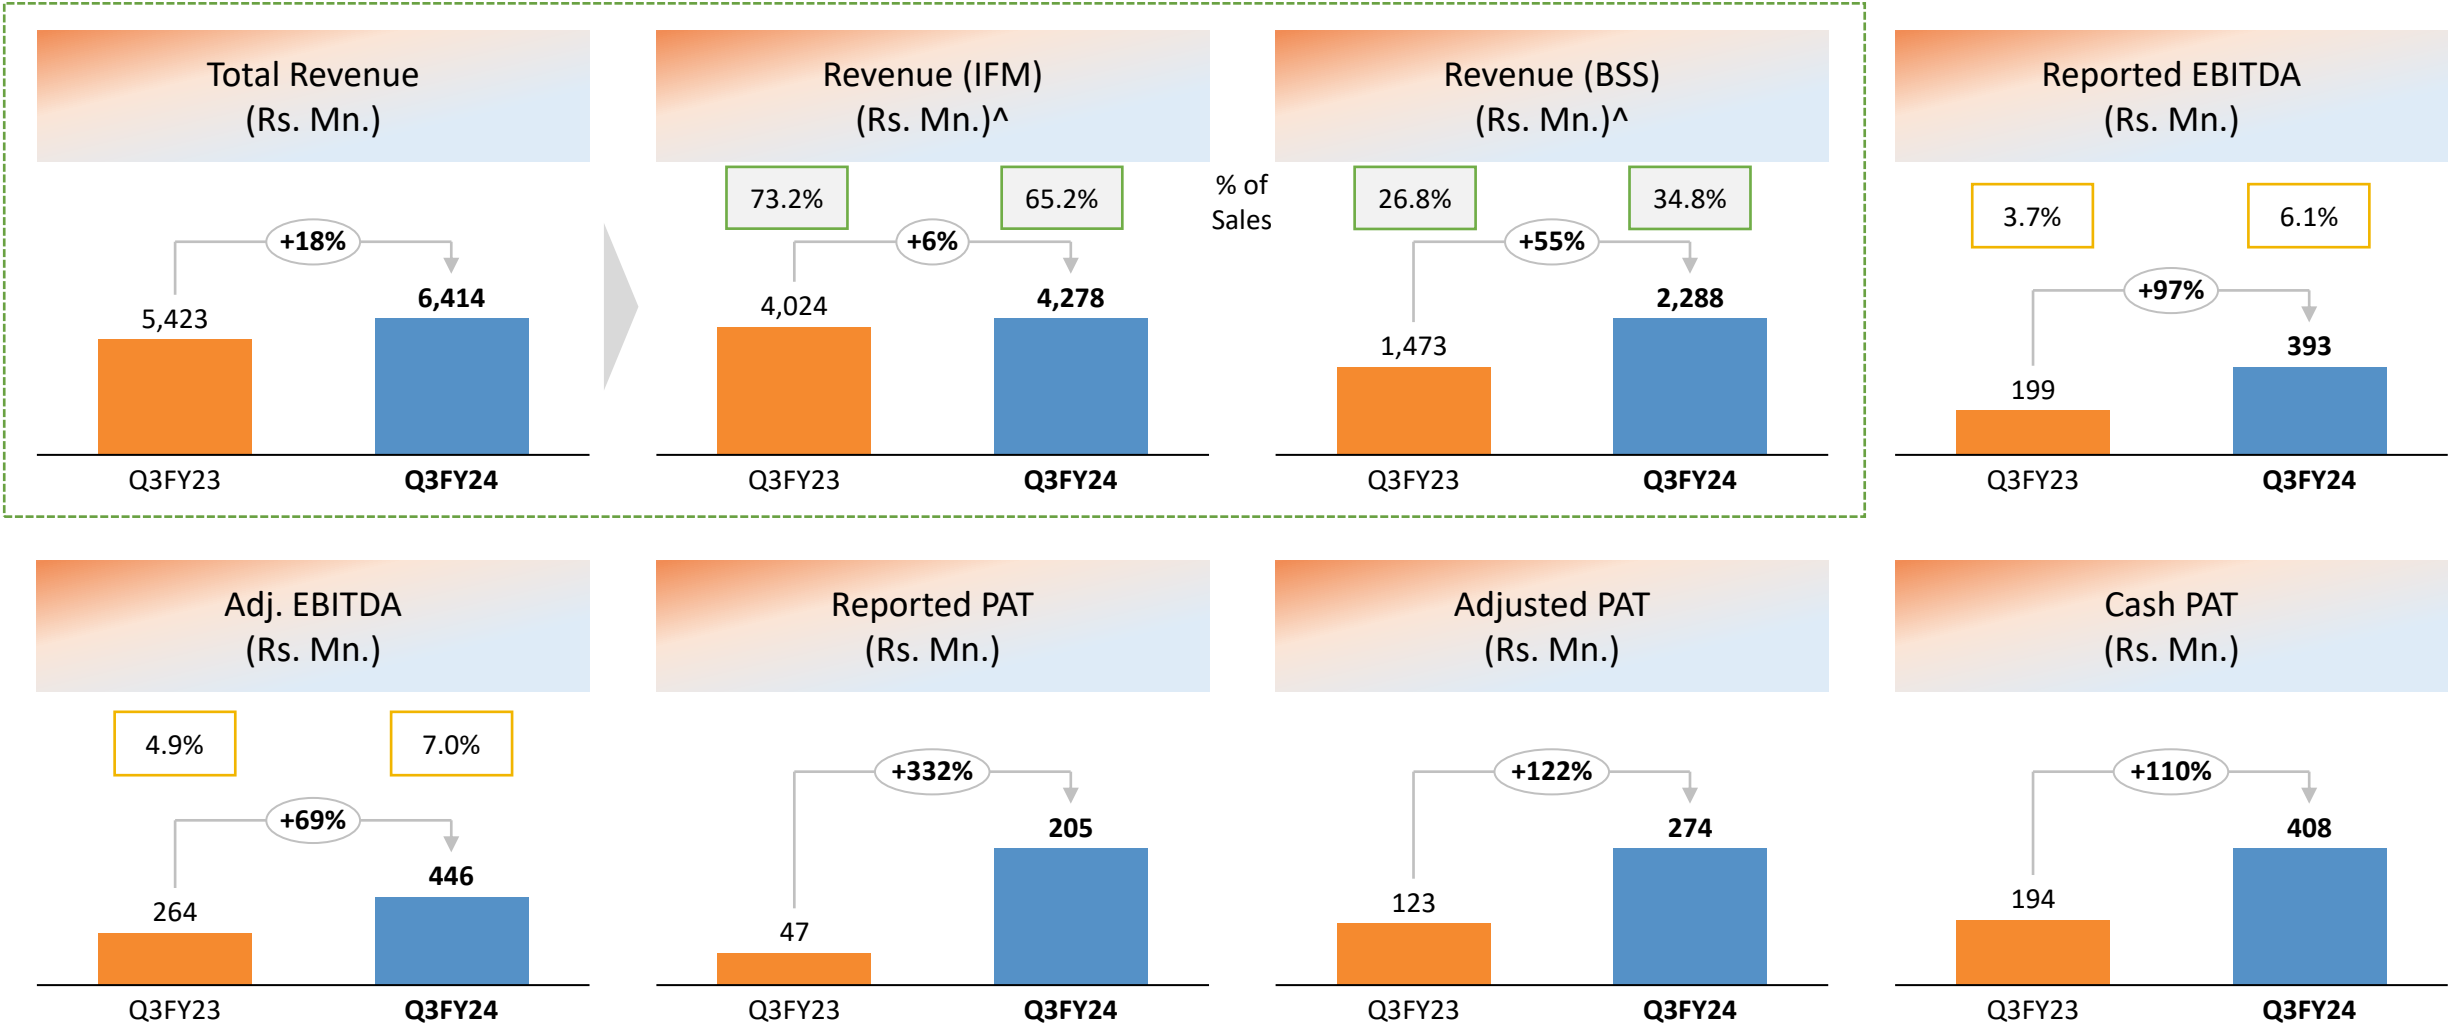 Total Revenue
(Rs. Mn.)
+18%
5,423
6,414
Q3FY23
Q3FY24
Revenue (IFM)
(Rs. Mn.)^
73.2%
65.2%
+6%
4,024
4,278
Q3FY23
Q3FY24
% of
Sales
Revenue (BSS)
(Rs. Mn.)^
26.8%
34.8%
+55%
1,473
2,288
Q3FY23
Q3FY24
Reported EBITDA
(Rs. Mn.)
3.7%
6.1%
+97%
199
393
Q3FY23
Q3FY24
Adj. EBITDA
(Rs. Mn.)
4.9%
7.0%
+69%
264
446
Q3FY23
Q3FY24
Reported PAT
(Rs. Mn.)
+332%
47
205
Q3FY23
Q3FY24
Adjusted PAT
(Rs. Mn.)
+122%
123
274
Q3FY23
Q3FY24
Cash PAT
(Rs. Mn.)
+110%
194
408
Q3FY23
Q3FY24